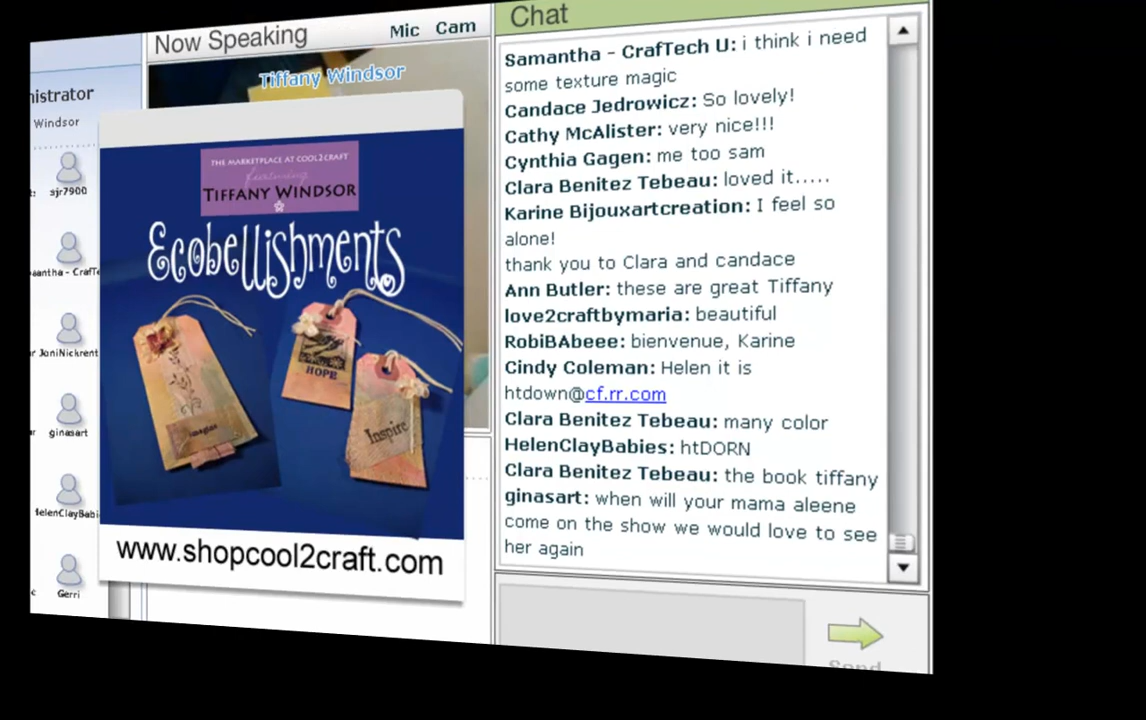 Now Speaking
Mic Cam
Tiffany Windsor
nistrator
Windsor
sjr7900
JoniNickrent
ginasart
Gerri
THE MARKETPLACE AT COOL2CRAFT
featuring
TIFFANY WINDSOR
Ecobellishments
HOPE
Inspire
www.shopcool2craft.com
Chat
Samantha - CrafTech U: i think i need
some texture magic
Candace Jedrowicz: So lovely!
Cathy McAlister: very nice!!!
Cynthia Gagen: me too sam
Clara Benitez Tebeau: loved it.....
Karine Bijouxartcreation: I feel so
alone!
thank you to Clara and candace
Ann Butler: these are great Tiffany
love2craftbymaria: beautiful
RobiBAbeee: bienvenue, Karine
Cindy Coleman: Helen it is
htdown@cf.rr.com
Clara Benitez Tebeau: many color
HelenClayBabies: htDORN
Clara Benitez Tebeau: the book tiffany
ginasart: when will your mama aleene
come on the show we would love to see
her again
Send